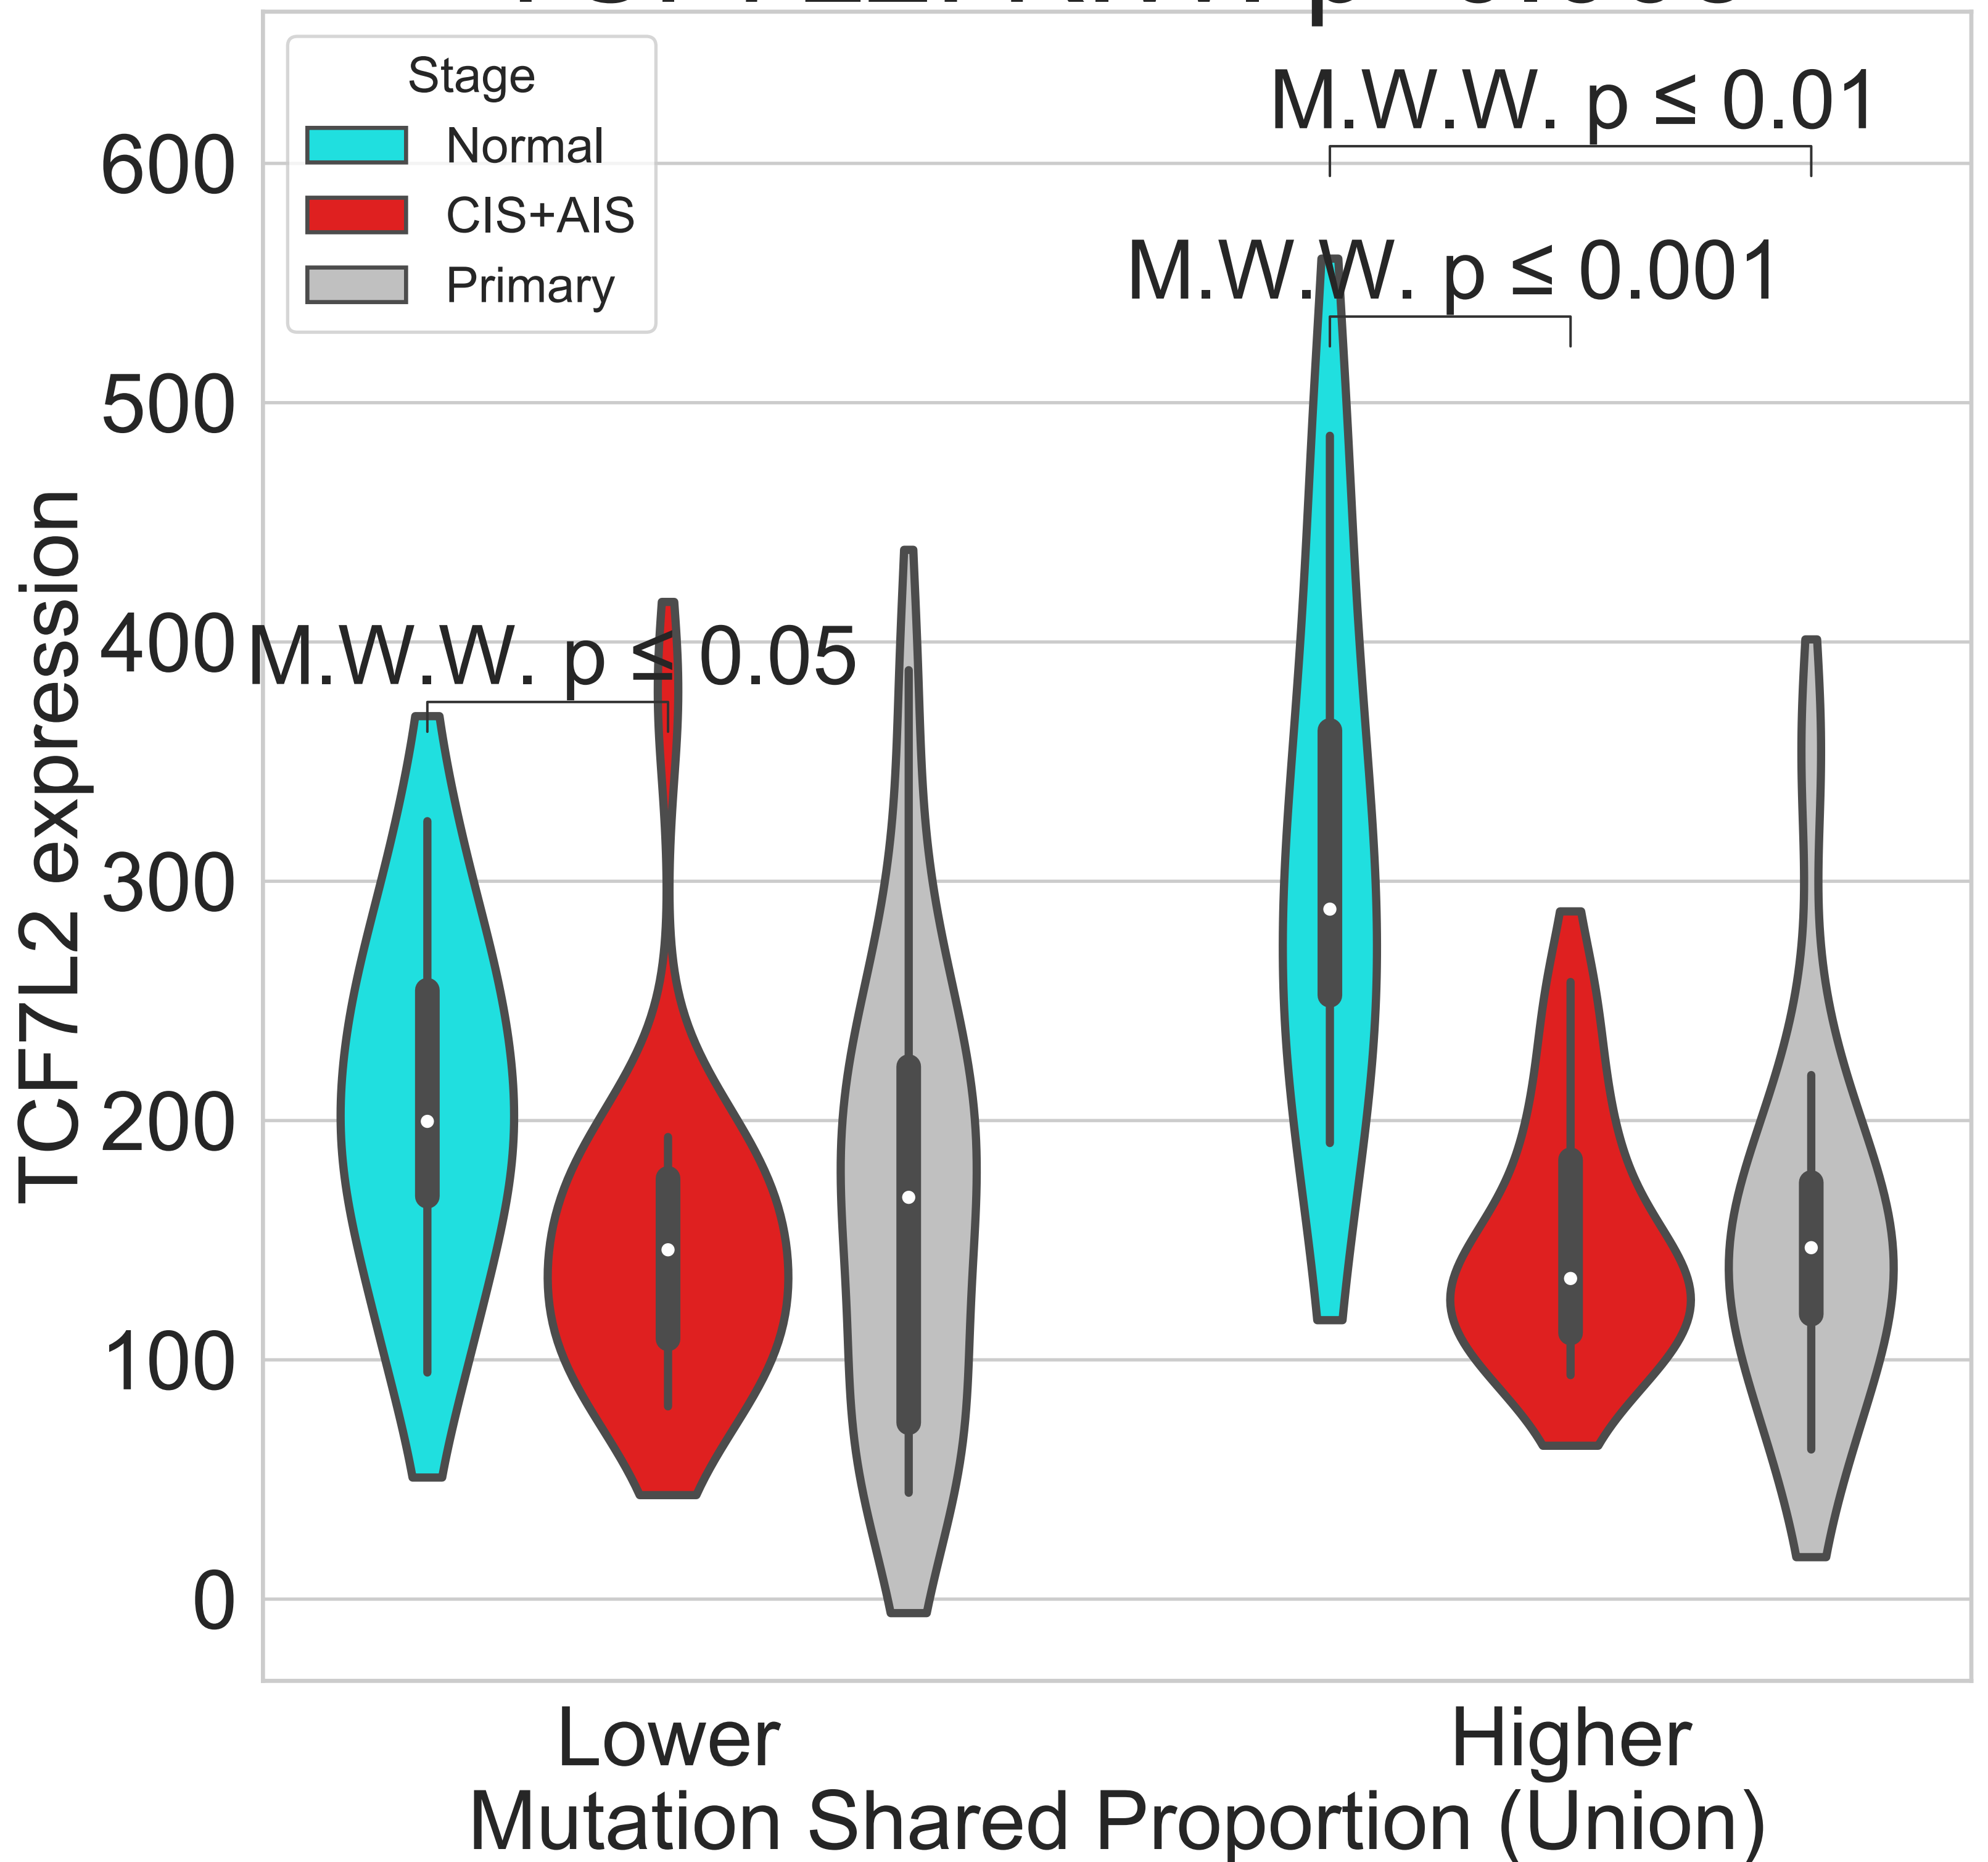 Stage
Normal
CIS+AIS
Primary
M.W.W. p ≤ 0.01
M.W.W. p ≤ 0.001
M.W.W. p ≤ 0.05
600
500
400
300
200
100
0
TCF7L2 expression
Lower
Higher
Mutation Shared Proportion (Union)